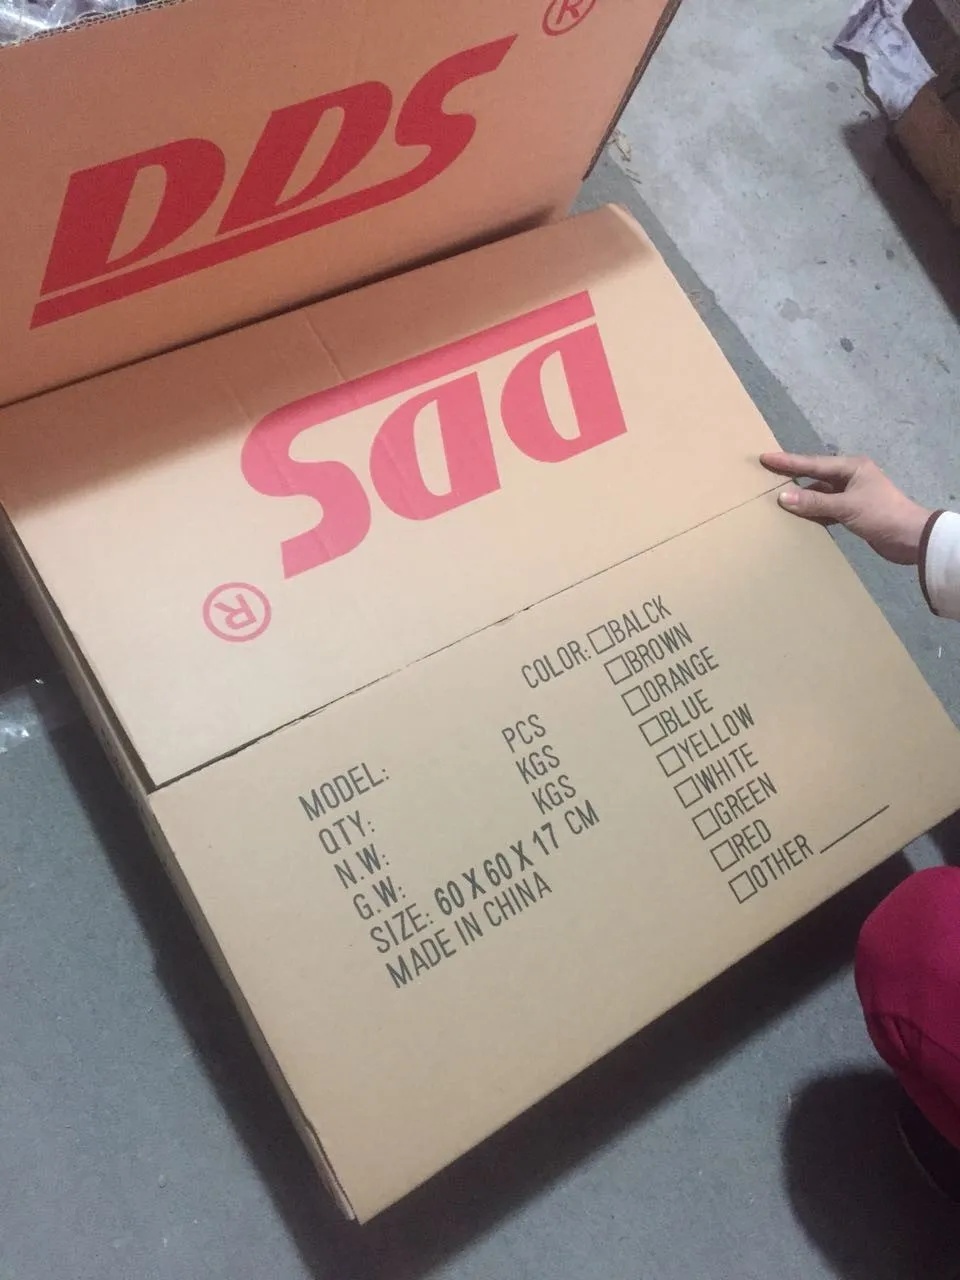 DDS ®
DDS
®
COLOR: □BALCK
□BROWN
□ORANGE
□BLUE
□YELLOW
□WHITE
□GREEN
□RED
□OTHER ______
MODEL:
QTY: PCS
N.W: KGS
G.W: KGS
SIZE: 60 X 60 X 17 CM
MADE IN CHINA